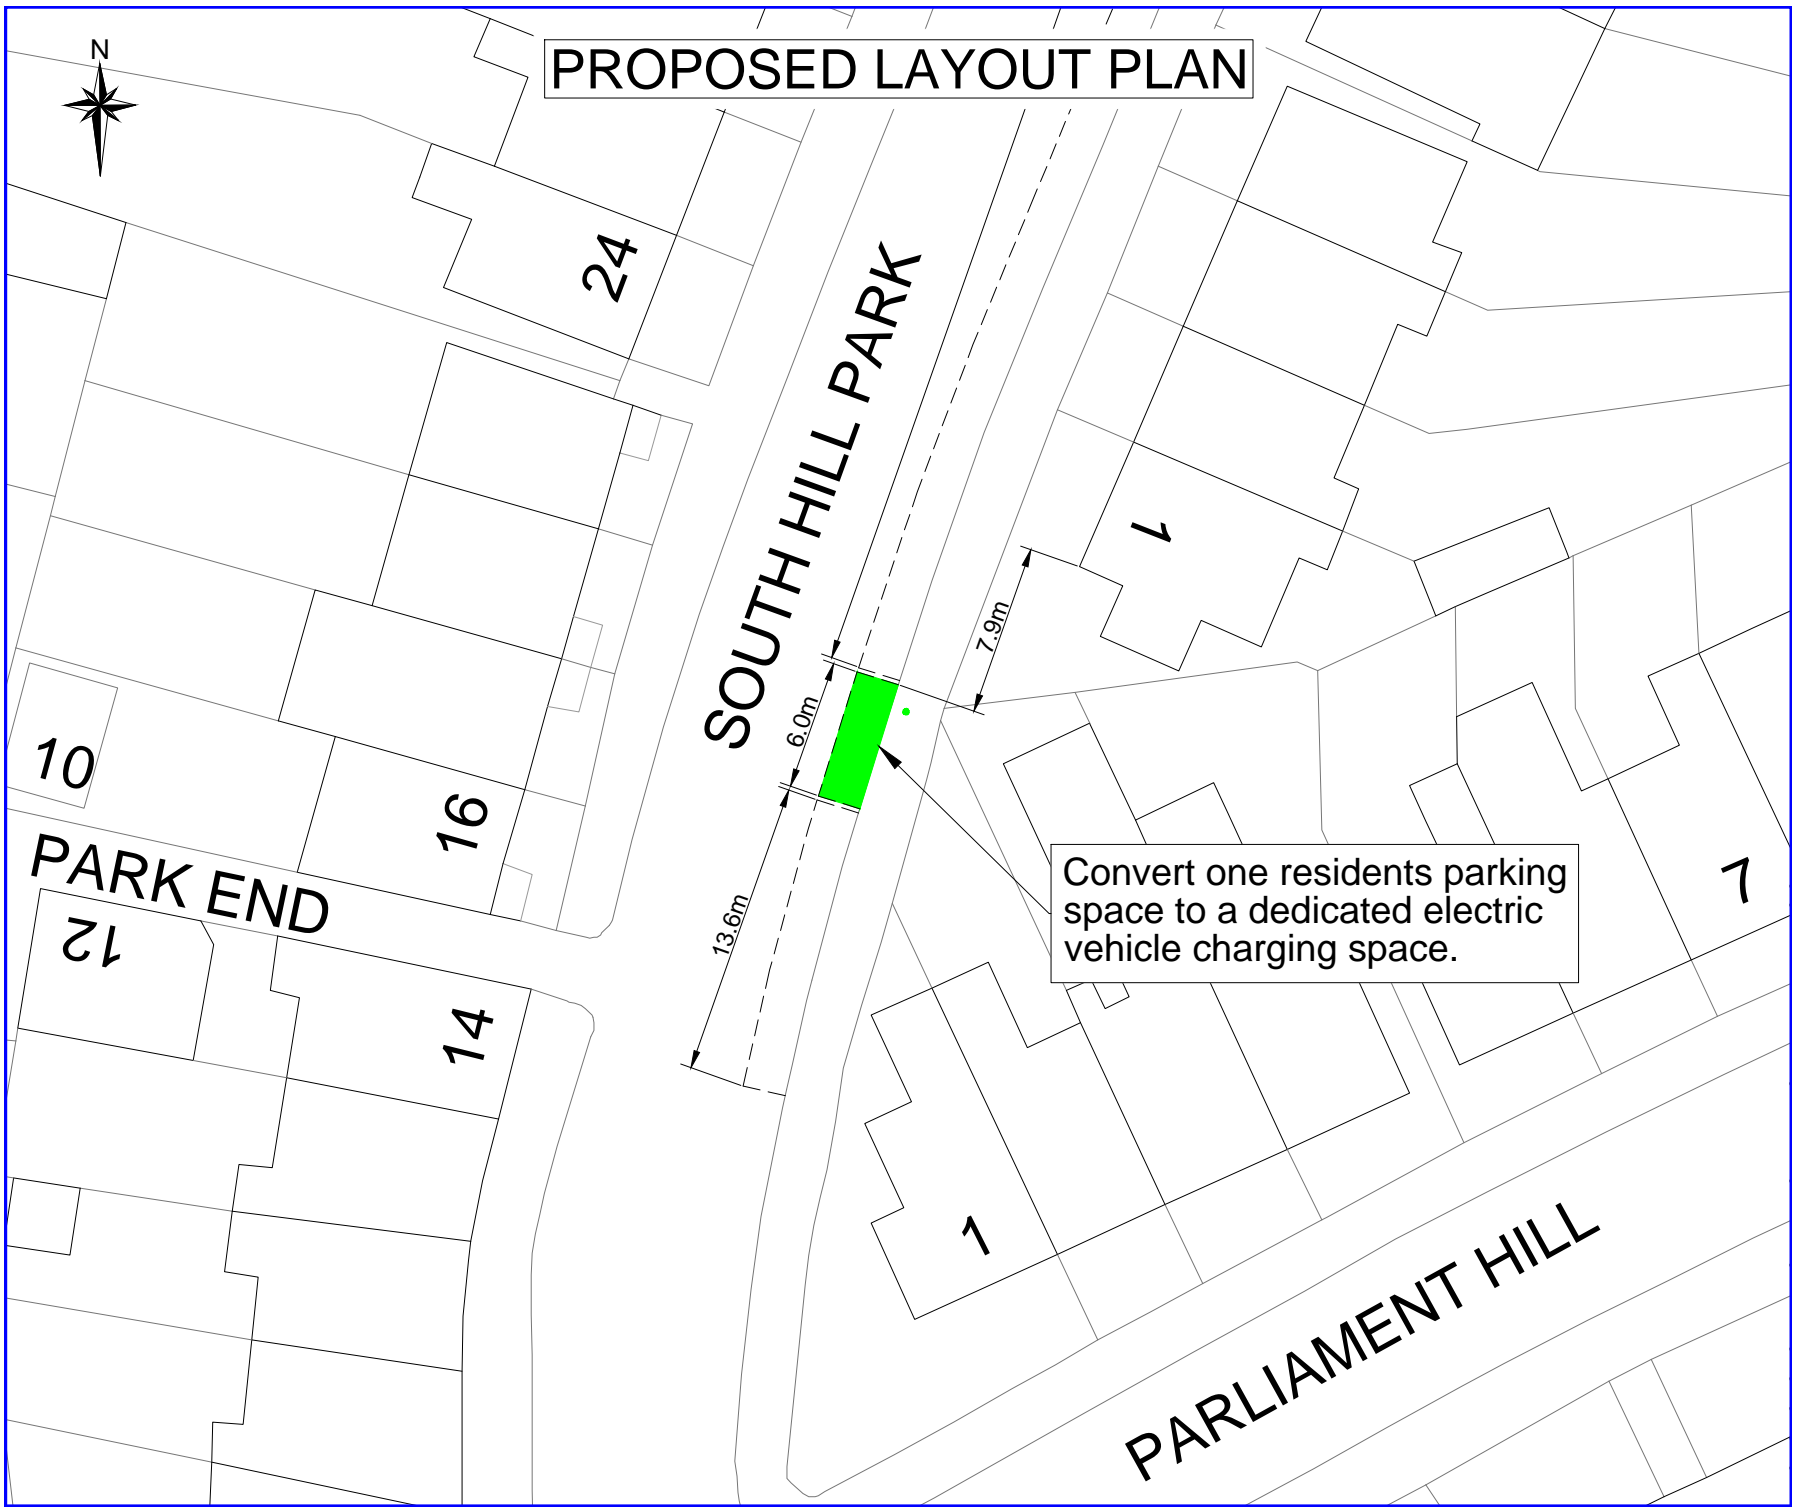 PROPOSED LAYOUT PLAN
N
24
SOUTH HILL PARK
1
7.9m
6.0m
10
16
PARK END
13.6m
Convert one residents parking
space to a dedicated electric
vehicle charging space.
7
12
14
1
PARLIAMENT HILL